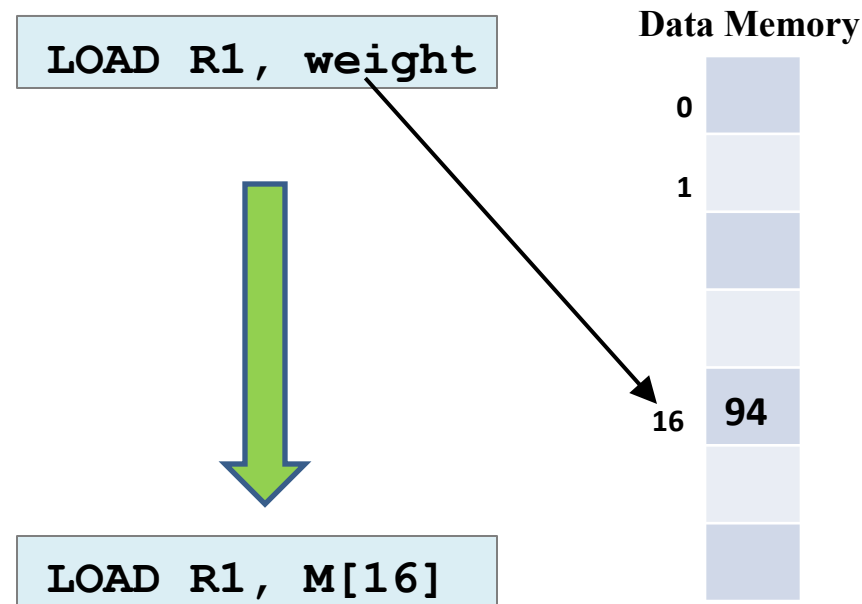 LOAD R1, weight
Data Memory
0
1
16
94
LOAD R1, M[16]